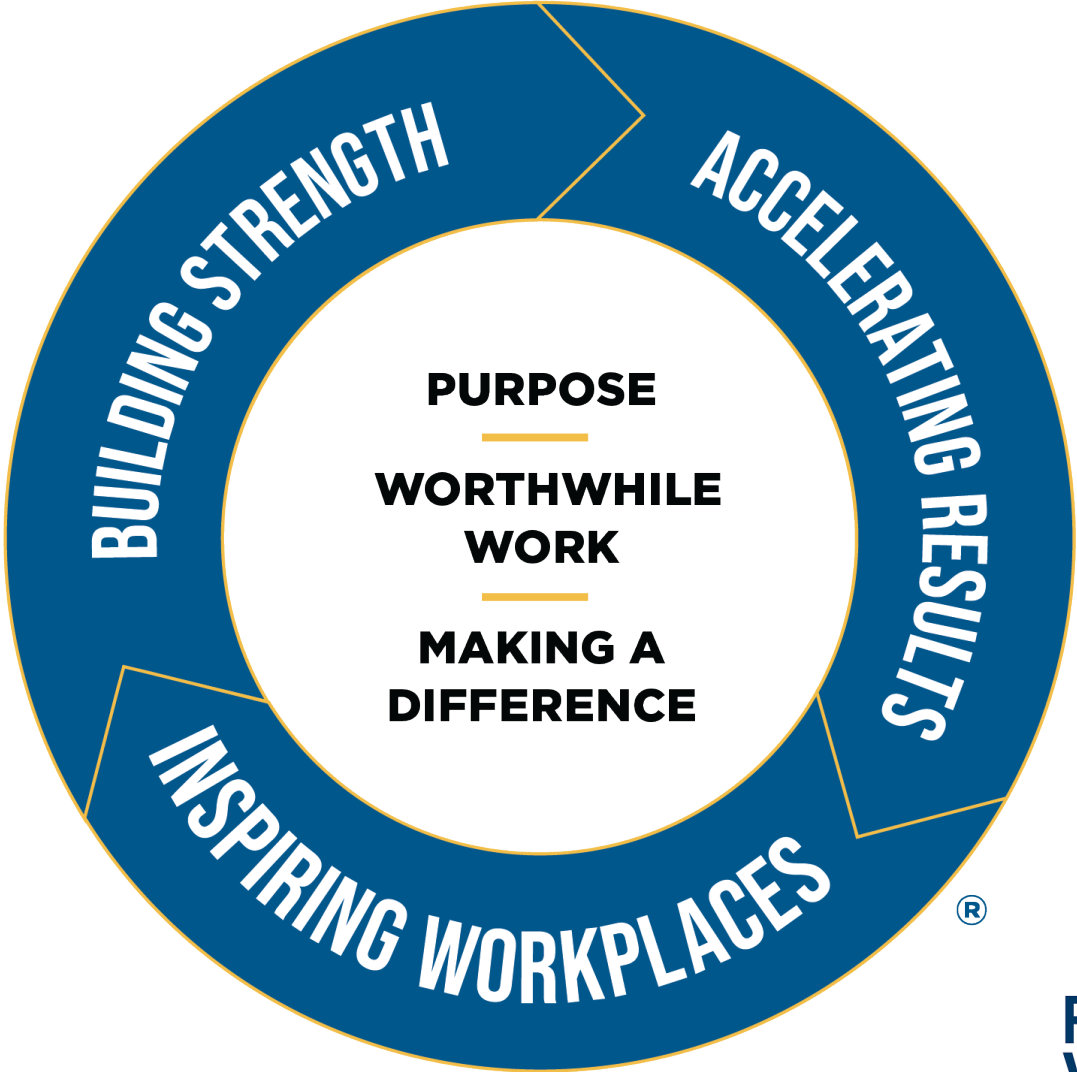 BUILDING STRENGTH
ACCELERATING RESULTS
PURPOSE
WORTHWHILE
WORK
MAKING A
DIFFERENCE
INSPIRING WORKPLACES
®